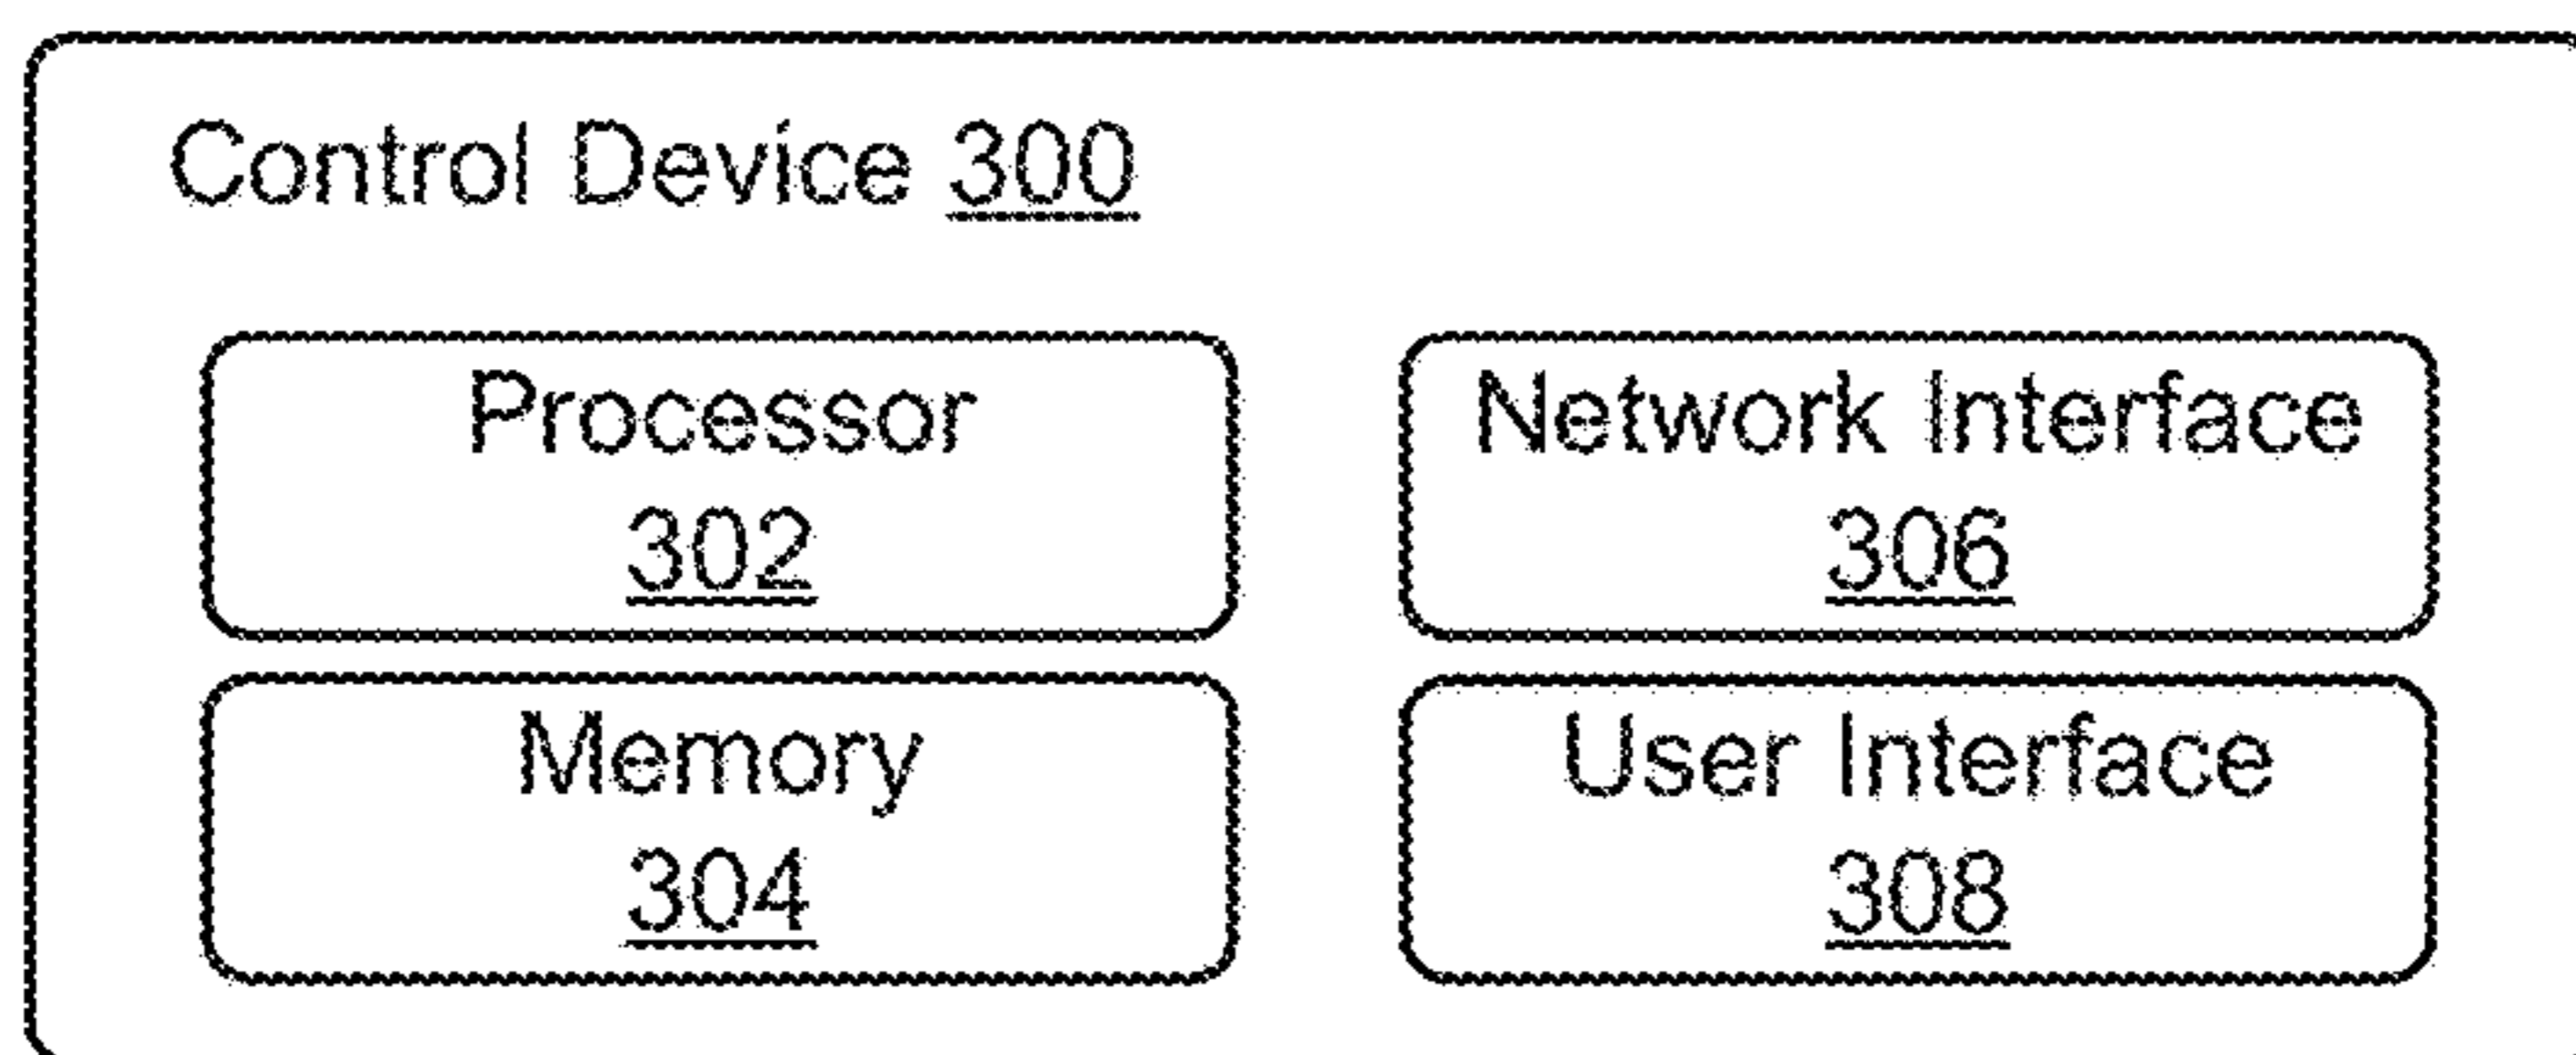 Control Device 300
Processor
302
Network Interface
306
Memory
304
User Interface
308